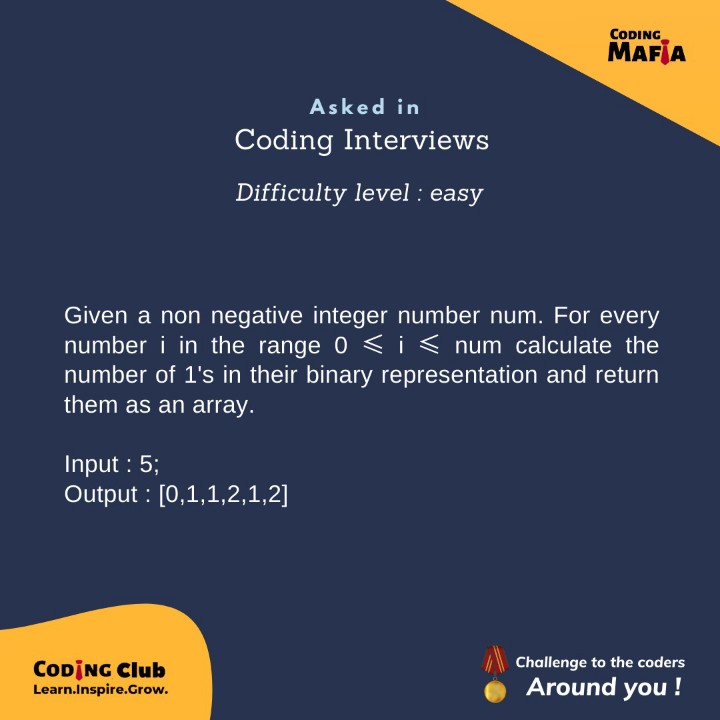 CODING
MAFIA
Asked in
Coding Interviews
Difficulty level : easy
Given a non negative integer number num. For every
number i in the range 0 ⩽ i ⩽ num calculate the
number of 1's in their binary representation and return
them as an array.
Input : 5;
Output : [0,1,1,2,1,2]
CODING Club
Learn.Inspire.Grow.
Challenge to the coders
Around you !